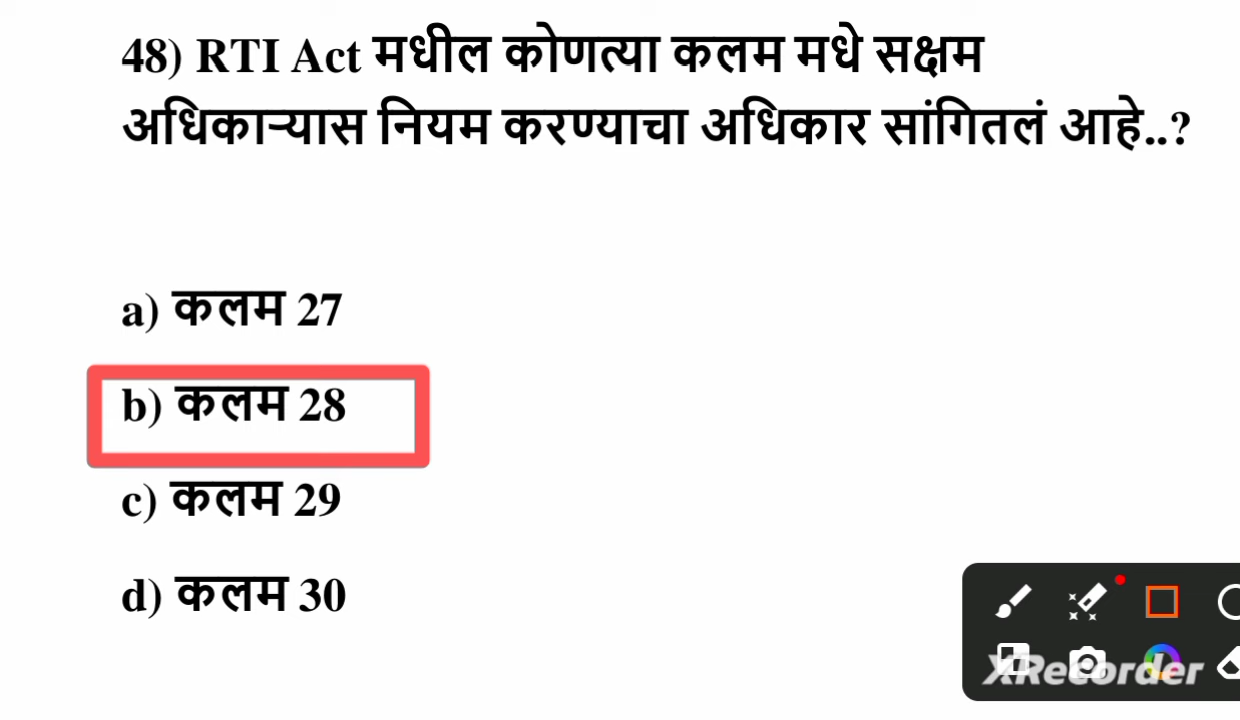 48) RTI Act मधील कोणत्या कलम मधे सक्षम
अधिकाऱ्यास नियम करण्याचा अधिकार सांगितलं आहे..?
a) कलम 27
b) कलम 28
c) कलम 29
d) कलम 30
XRecorder